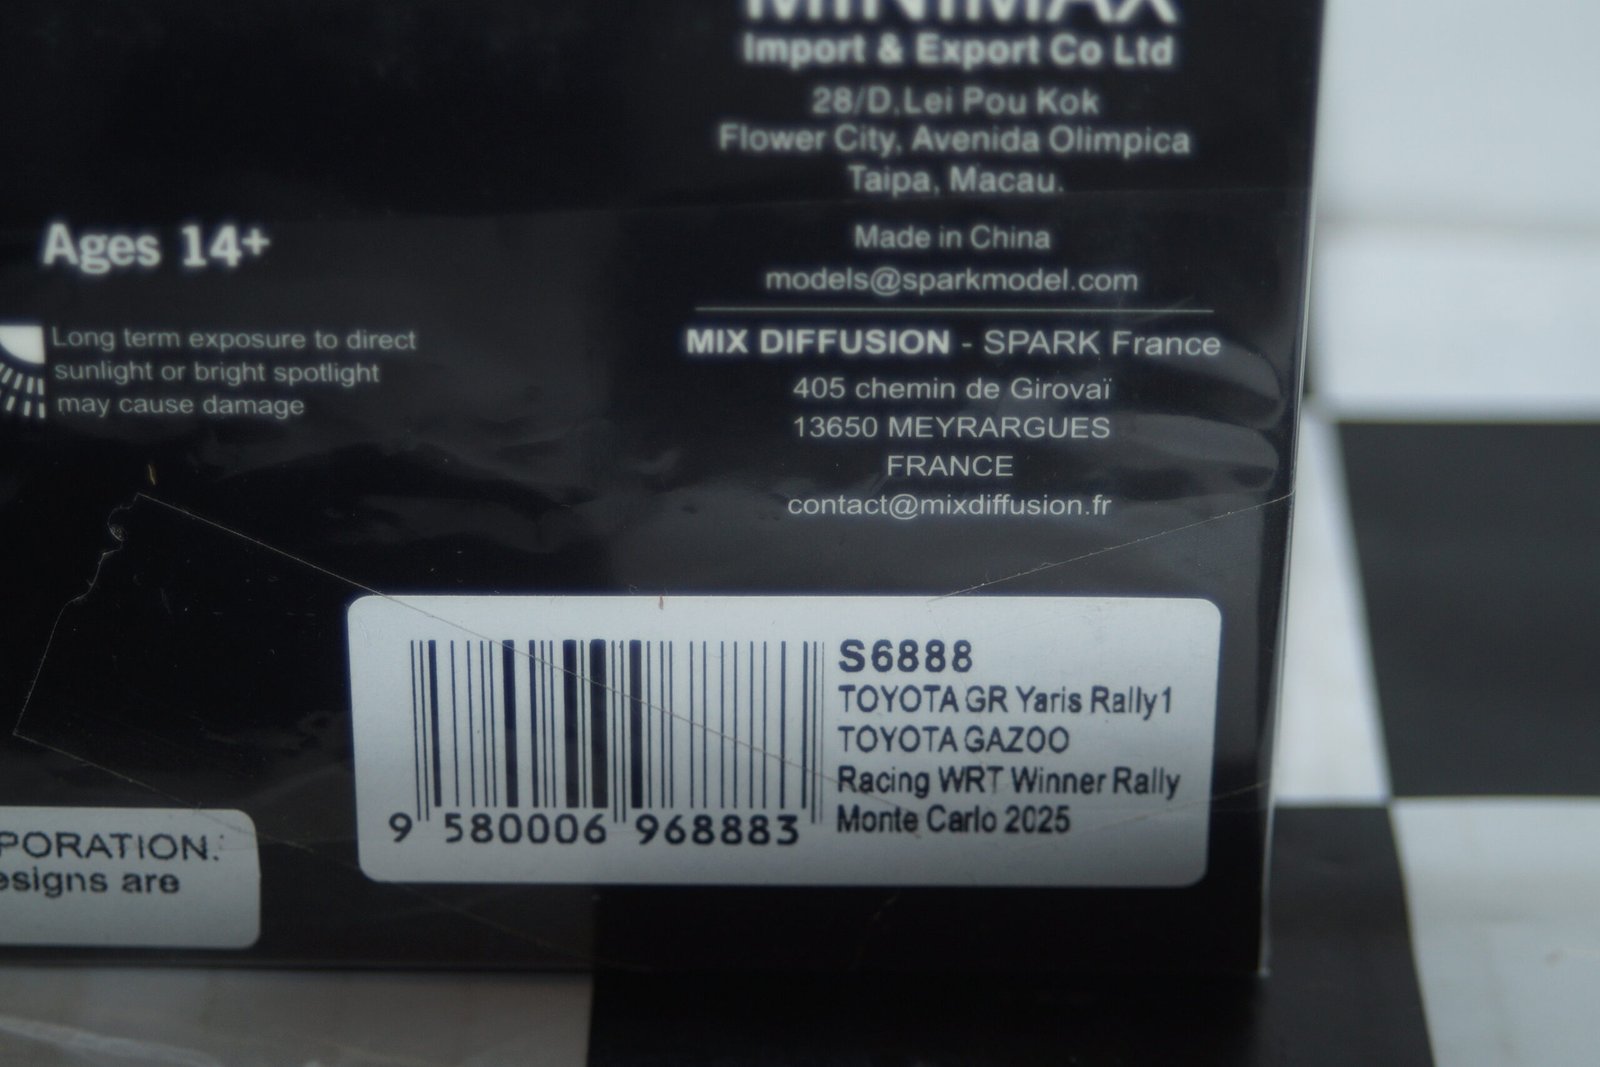 MINIMAX
Import & Export Co Ltd
28/D,Lei Pou Kok
Flower City, Avenida Olimpica
Taipa, Macau.
Made in China
models@sparkmodel.com
MIX DIFFUSION - SPARK France
405 chemin de Girovaï
13650 MEYRARGUES
FRANCE
contact@mixdiffusion.fr
Ages 14+
Long term exposure to direct
sunlight or bright spotlight
may cause damage
S6888
TOYOTA GR Yaris Rally1
TOYOTA GAZOO
Racing WRT Winner Rally
Monte Carlo 2025
9 580006 968883
PORATION.
esigns are